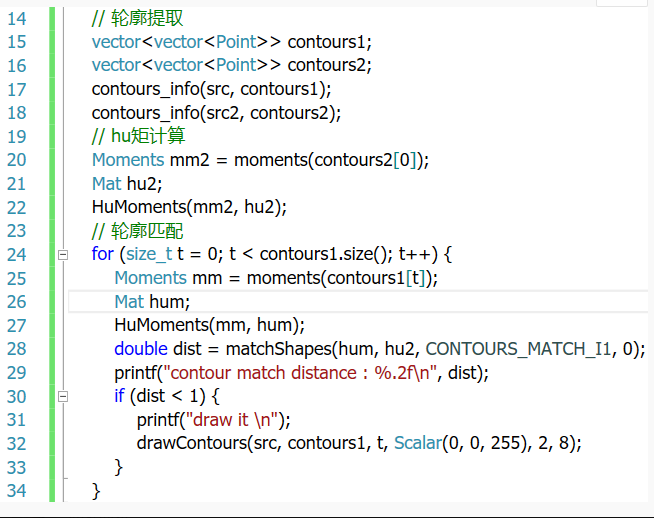 14 // 轮廓提取
15 vector<vector<Point>> contours1;
16 vector<vector<Point>> contours2;
17 contours_info(src, contours1);
18 contours_info(src2, contours2);
19 // hu矩计算
20 Moments mm2 = moments(contours2[0]);
21 Mat hu2;
22 HuMoments(mm2, hu2);
23 // 轮廓匹配
24 for (size_t t = 0; t < contours1.size(); t++) {
25 Moments mm = moments(contours1[t]);
26 Mat hum;
27 HuMoments(mm, hum);
28 double dist = matchShapes(hum, hu2, CONTOURS_MATCH_I1, 0);
29 printf("contour match distance : %.2f\n", dist);
30 if (dist < 1) {
31 printf("draw it \n");
32 drawContours(src, contours1, t, Scalar(0, 0, 255), 2, 8);
33 }
34 }